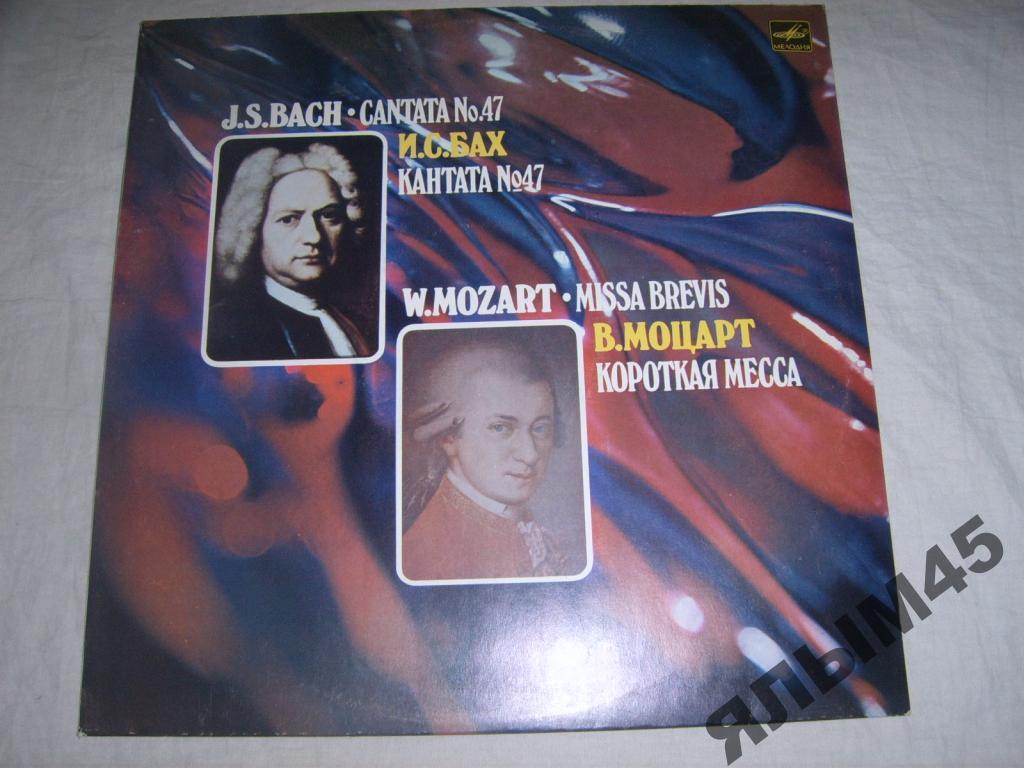 МЕЛОДИЯ
J.S.BACH • CANTATA No.47
И.С.БАХ
КАНТАТА №47
W.MOZART • MISSA BREVIS
В.МОЦАРТ
КОРОТКАЯ МЕССА
ЯЛЫМ45